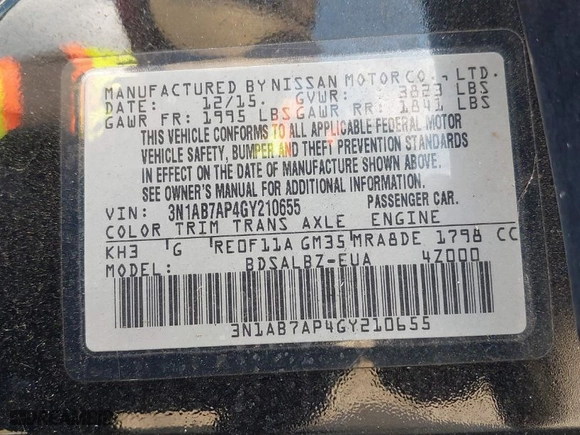 MANUFACTURED BY NISSAN MOTOR CO., LTD.
DATE: 12/15. GVWR: 3823 LBS
GAWR FR: 1995 LBS GAWR RR: 1841 LBS
THIS VEHICLE CONFORMS TO ALL APPLICABLE FEDERAL MOTOR
VEHICLE SAFETY, BUMPER AND THEFT PREVENTION STANDARDS
IN EFFECT ON THE DATE OF MANUFACTURE SHOWN ABOVE.
SEE OWNER'S MANUAL FOR ADDITIONAL INFORMATION.
VIN: 3N1AB7AP4GY210655 PASSENGER CAR.
COLOR TRIM TRANS AXLE ENGINE
KH3 G RE0F11A GM35 MRA8DE 1798 CC
MODEL: BDSALBZ-EUA 4Z000
3N1AB7AP4GY210655